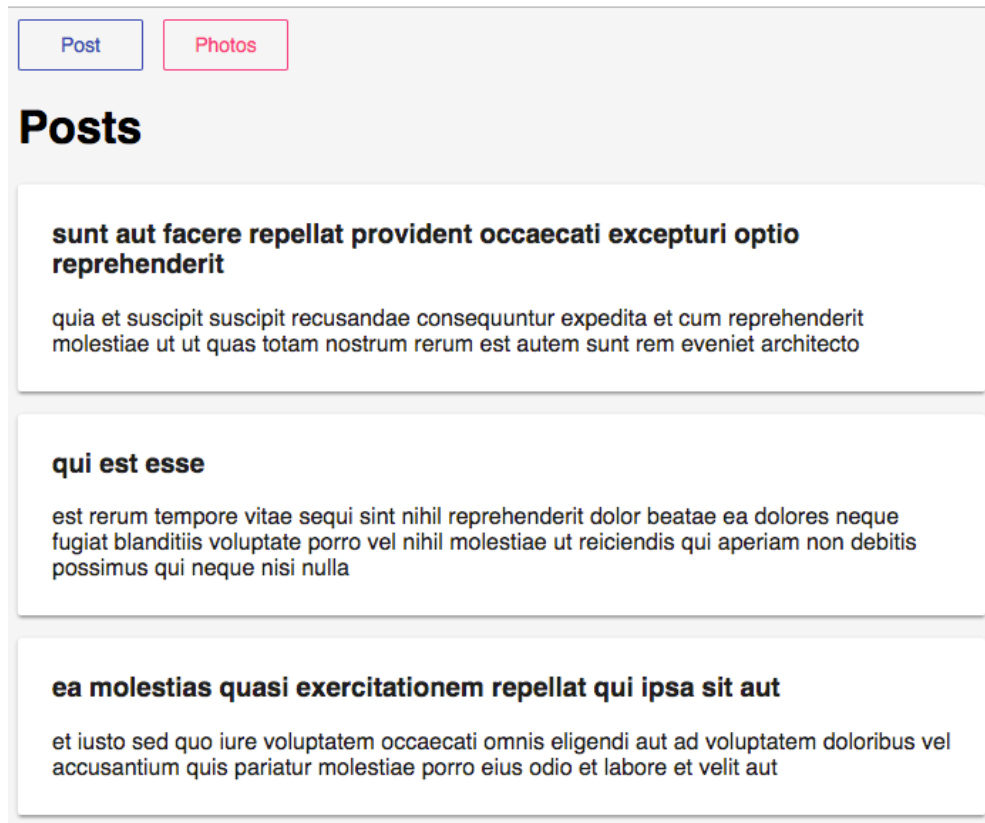 Post Photos
Posts
sunt aut facere repellat provident occaecati excepturi optio
reprehenderit
quia et suscipit suscipit recusandae consequuntur expedita et cum reprehenderit
molestiae ut ut quas totam nostrum rerum est autem sunt rem eveniet architecto
qui est esse
est rerum tempore vitae sequi sint nihil reprehenderit dolor beatae ea dolores neque
fugiat blanditiis voluptate porro vel nihil molestiae ut reiciendis qui aperiam non debitis
possimus qui neque nisi nulla
ea molestias quasi exercitationem repellat qui ipsa sit aut
et iusto sed quo iure voluptatem occaecati omnis eligendi aut ad voluptatem doloribus vel
accusantium quis pariatur molestiae porro eius odio et labore et velit aut